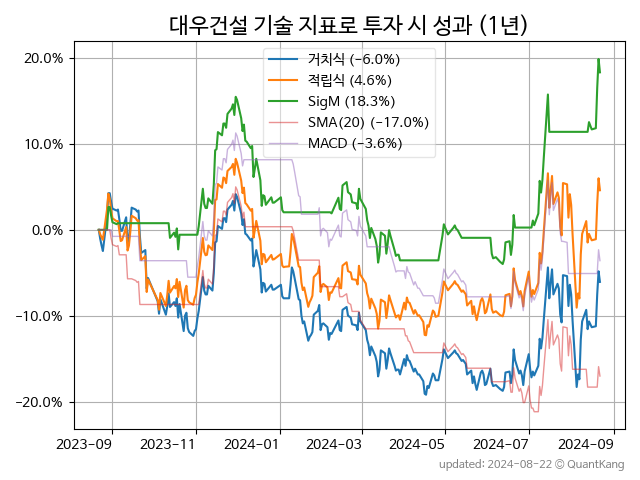 대우건설 기술 지표로 투자 시 성과 (1년)
거치식 (−6.0%)
적립식 (4.6%)
SigM (18.3%)
SMA(20) (−17.0%)
MACD (−3.6%)
20.0%
10.0%
0.0%
−10.0%
−20.0%
2023-09 2023-11 2024-01 2024-03 2024-05 2024-07 2024-09
updated: 2024-08-22 © QuantKang